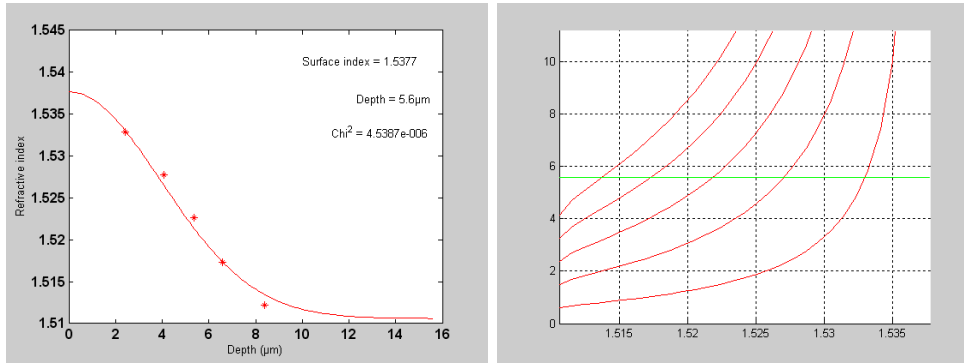 1.545
1.54
1.535
1.53
1.525
1.52
1.515
1.51
Refractive index
Surface index = 1.5377
Depth = 5.6µm
Chi² = 4.5387e-006
0 2 4 6 8 10 12 14 16
Depth (µm)
10
8
6
4
2
0
1.515 1.52 1.525 1.53 1.535